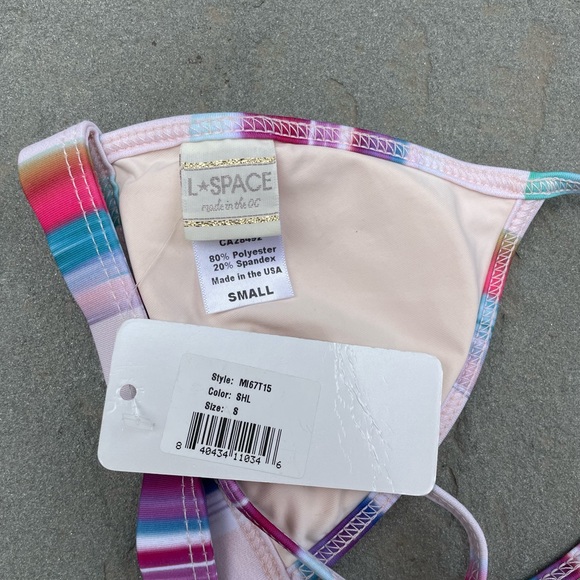 L★SPACE
made in the OC
CA28492
80% Polyester
20% Spandex
Made in the USA
SMALL
Style: MI67T15
Color: SHL
Size: S
8 40434 11034 6